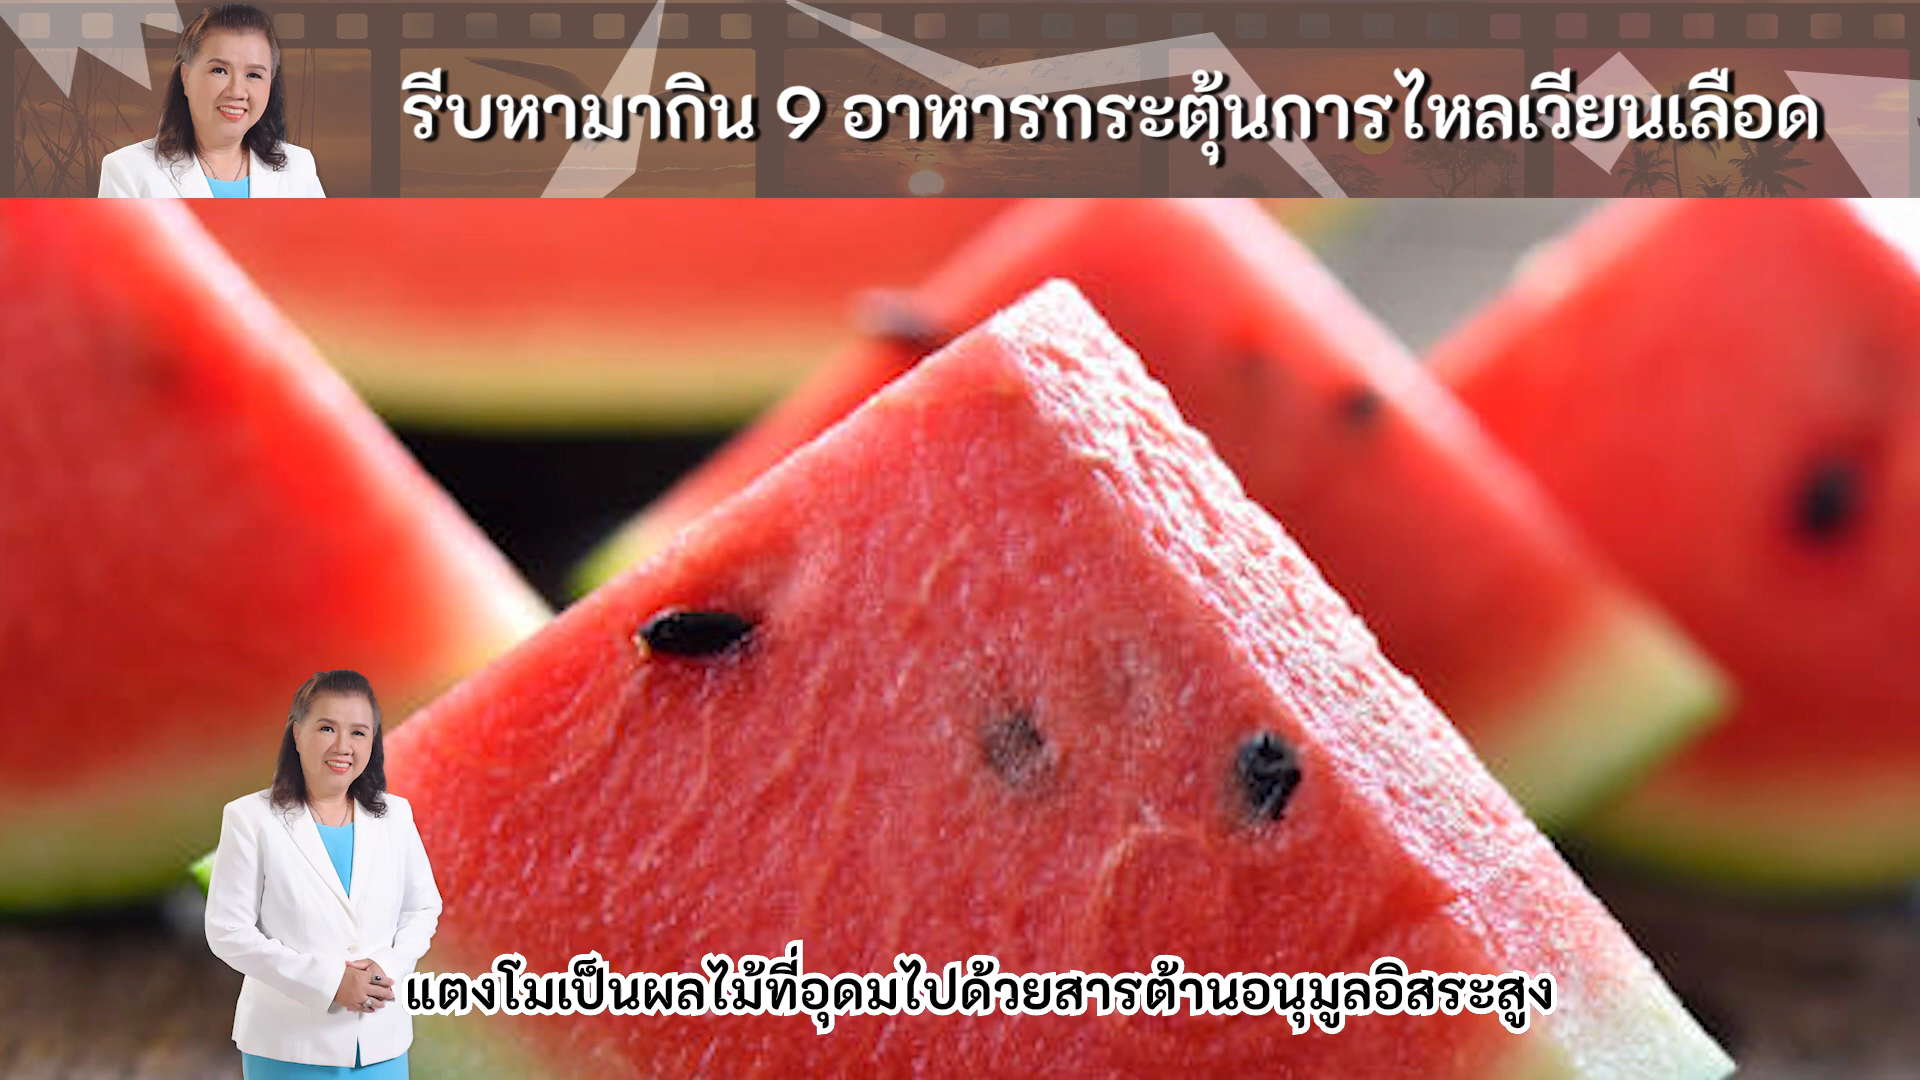 รีบหามากิน 9 อาหารกระตุ้นการไหลเวียนเลือด
แตงโมเป็นผลไม้ที่อุดมไปด้วยสารต้านอนุมูลอิสระสูง